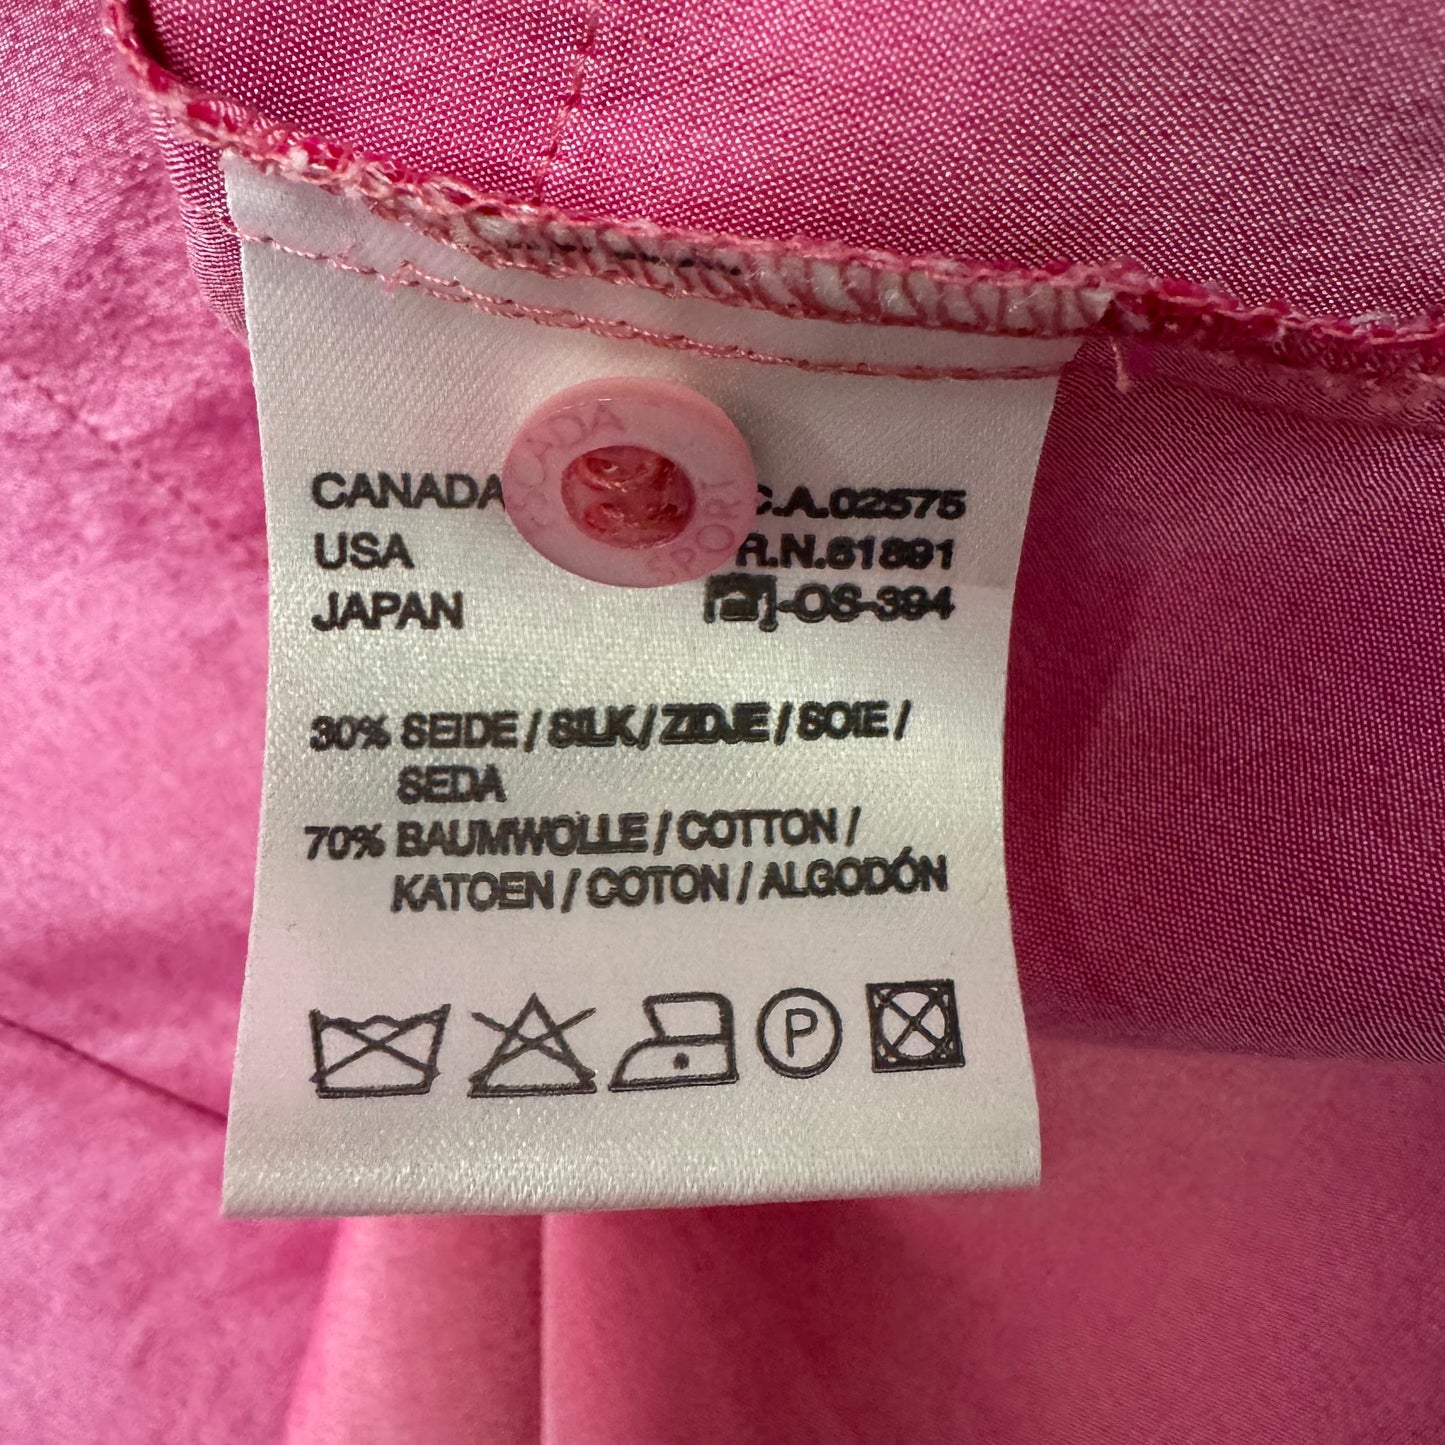 CANADA C.A.02575
USA R.N.61891
JAPAN -OS-394
30% SEIDE / SILK / ZIJDE / SOIE /
SEDA
70% BAUMWOLLE / COTTON /
KATOEN / COTON / ALGODÓN
P
SPORT